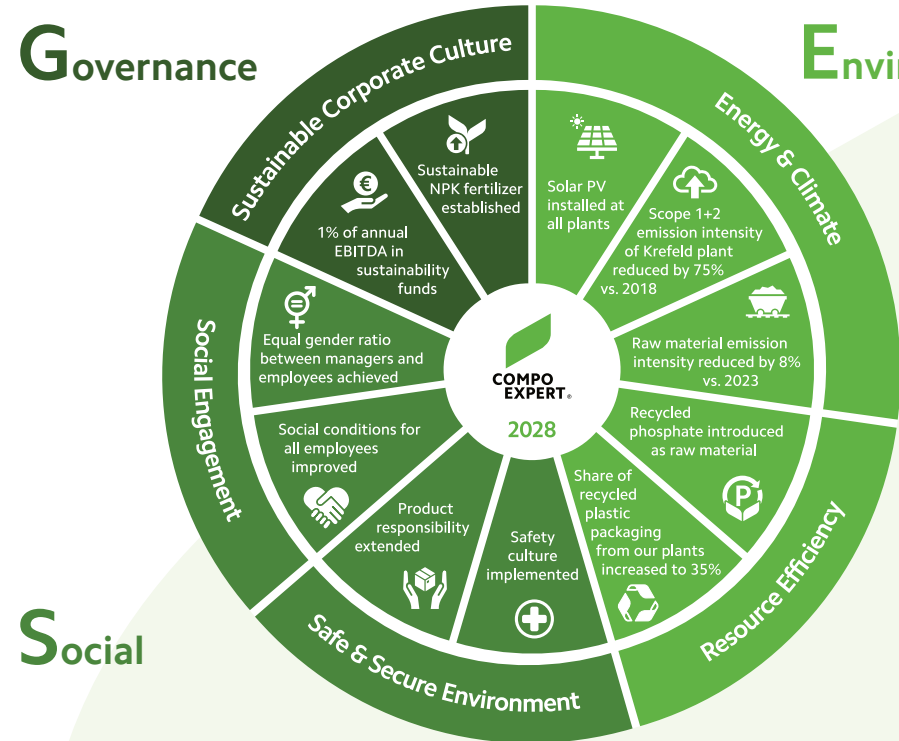 Governance
Envi
Sustainable Corporate Culture
Energy & Climate
Sustainable
NPK fertilizer
established
Solar PV
installed at
all plants
1% of annual
EBITDA in
sustainability
funds
Scope 1+2
emission intensity
of Krefeld plant
reduced by 75%
vs. 2018
Equal gender ratio
between managers and
employees achieved
Raw material emission
intensity reduced by 8%
vs. 2023
COMPO
EXPERT®
2028
Social Engagement
Social conditions for
all employees
improved
Recycled
phosphate introduced
as raw material
P
Product
responsibility
extended
Safety
culture
implemented
Share of
recycled
plastic
packaging
from our plants
increased to 35%
Resource Efficiency
Safe & Secure Environment
Social